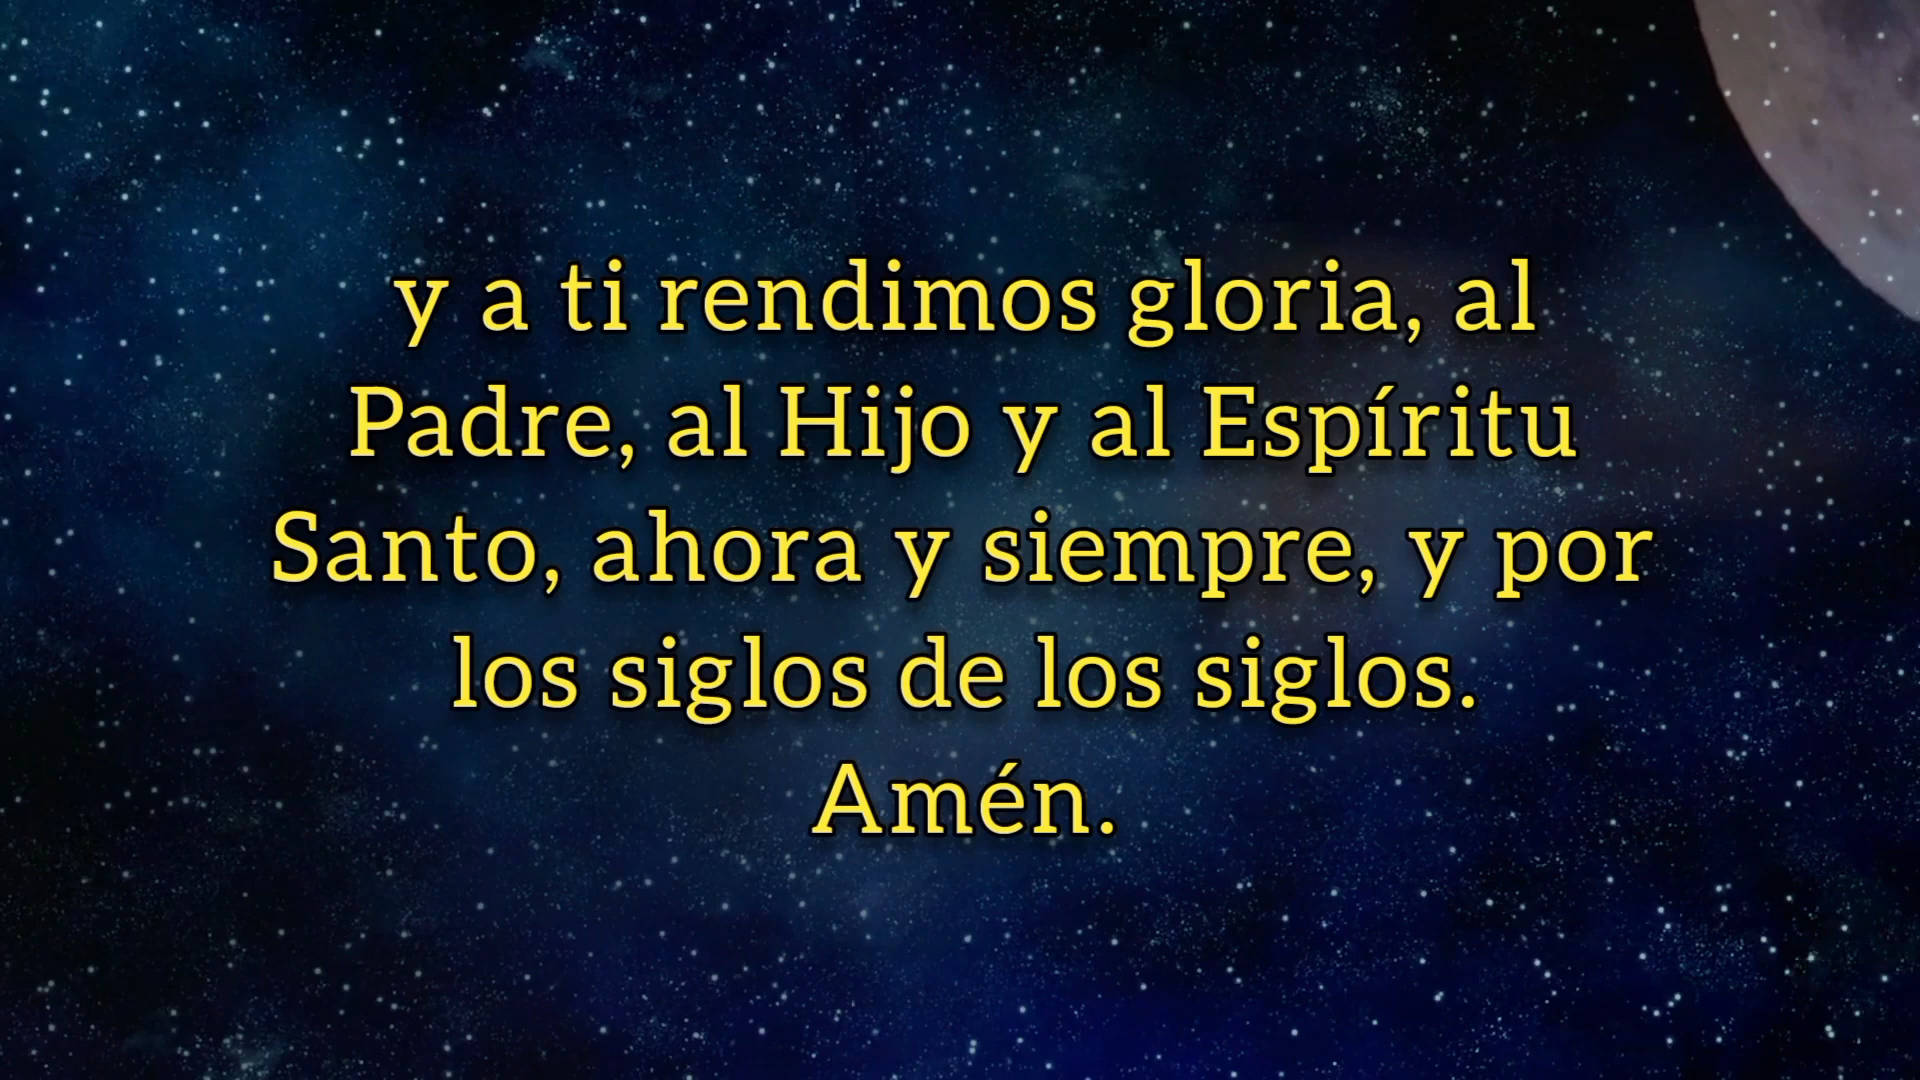 y a ti rendimos gloria, al
Padre, al Hijo y al Espíritu
Santo, ahora y siempre, y por
los siglos de los siglos.
Amén.